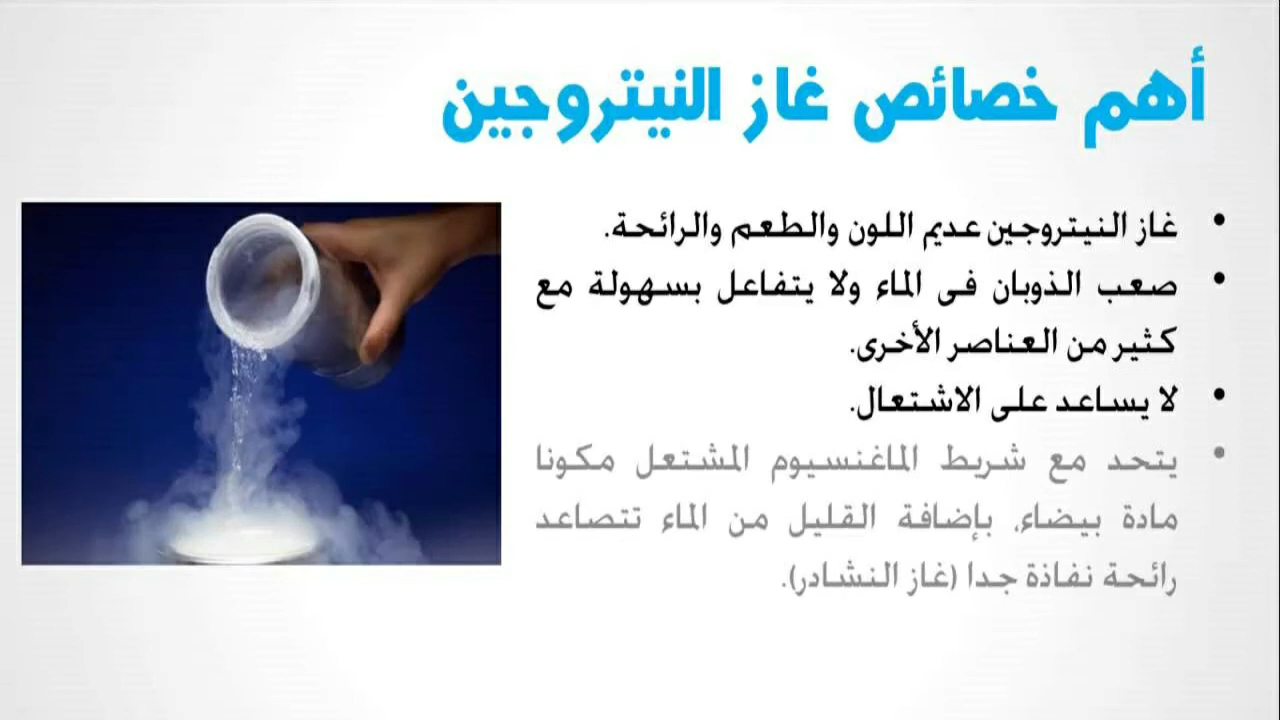 أهم خصائص غاز النيتروجين
• غاز النيتروجين عديم اللون والطعم والرائحة.
• صعب الذوبان فى الماء ولا يتفاعل بسهولة مع
كثير من العناصر الأخرى.
• لا يساعد على الاشتعال.
• يتحد مع شريط الماغنسيوم المشتعل مكونا
مادة بيضاء، بإضافة القليل من الماء تتصاعد
رائحة نفاذة جدا (غاز النشادر).